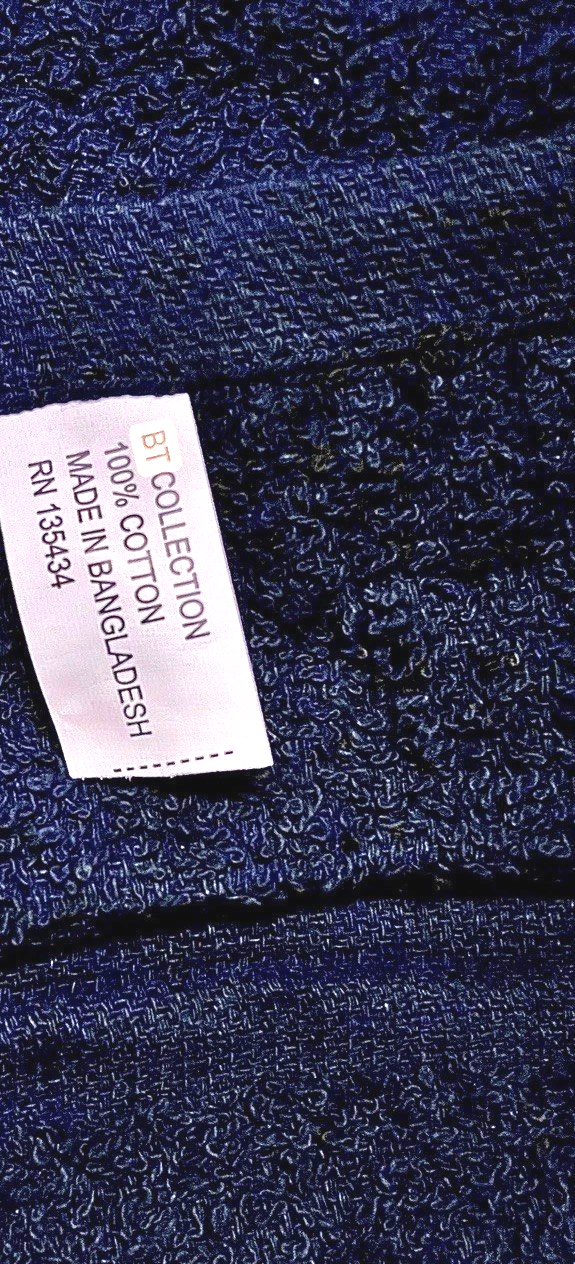 BT COLLECTION
100% COTTON
MADE IN BANGLADESH
RN 135434